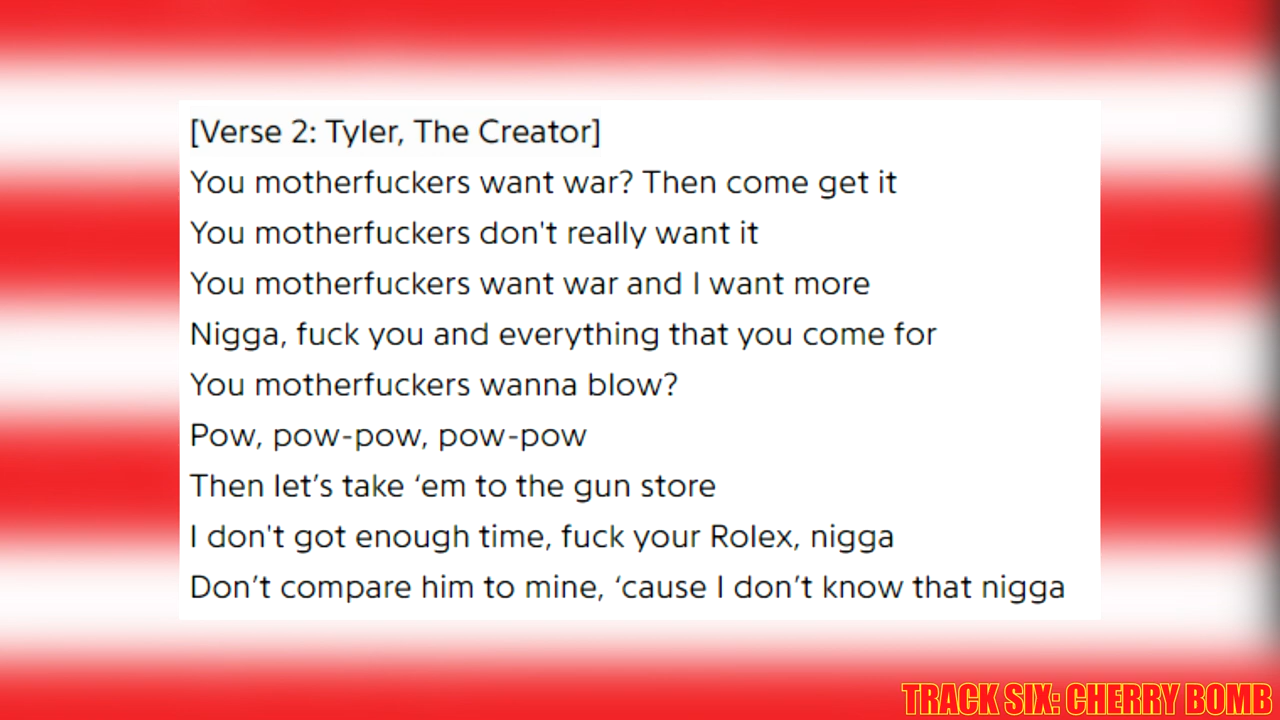 [Verse 2: Tyler, The Creator]
You motherfuckers want war? Then come get it
You motherfuckers don't really want it
You motherfuckers want war and I want more
Nigga, fuck you and everything that you come for
You motherfuckers wanna blow?
Pow, pow-pow, pow-pow
Then let’s take ‘em to the gun store
I don't got enough time, fuck your Rolex, nigga
Don’t compare him to mine, ‘cause I don’t know that nigga
TRACK SIX: CHERRY BOMB